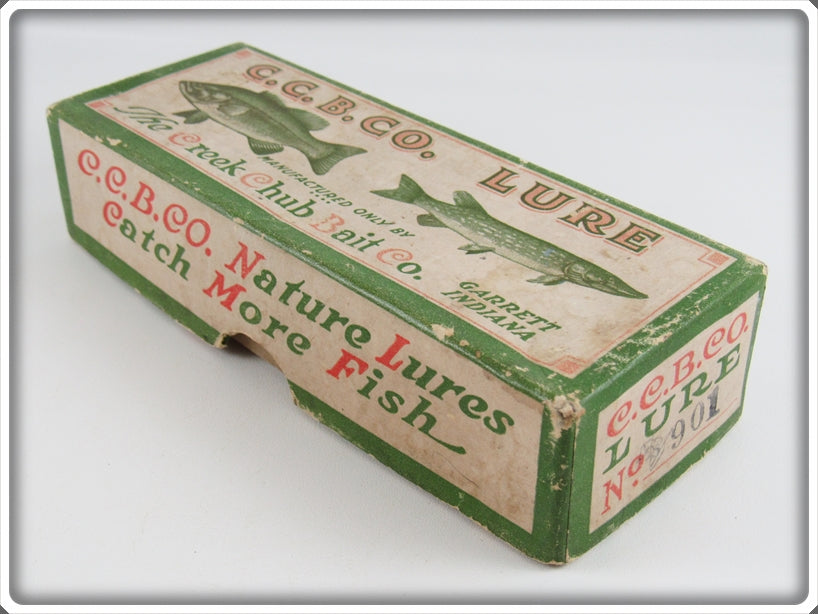 C.C.B.CO. LURE
The Creek Chub Bait Co.
MANUFACTURED ONLY BY
GARRETT
INDIANA
C.C.B.CO. Nature Lures
Catch More Fish
C.C.B.CO.
LURE
No. 901